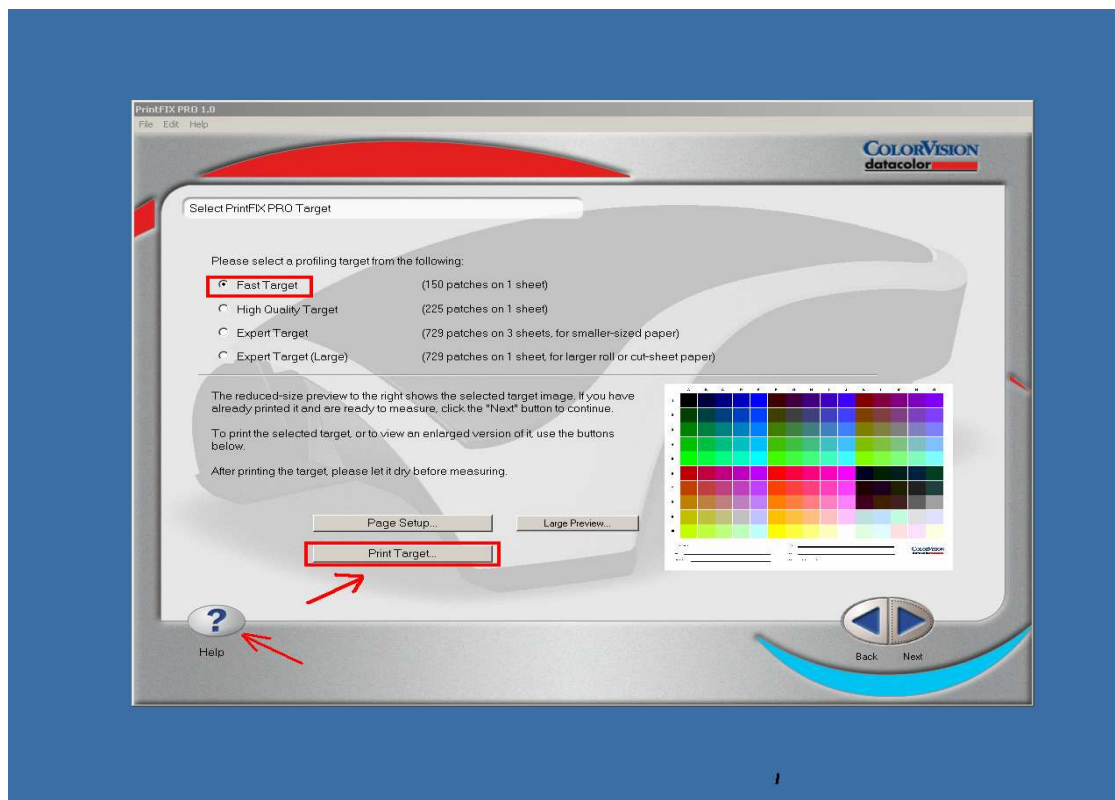 PrintFIX PRO 1.0
File Edit Help
COLORVISION
datacolor
Select PrintFIX PRO Target
Please select a profiling target from the following:
Fast Target (150 patches on 1 sheet)
High Quality Target (225 patches on 1 sheet)
Expert Target (729 patches on 3 sheets, for smaller-sized paper)
Expert Target (Large) (729 patches on 1 sheet, for larger roll or cut-sheet paper)
The reduced-size preview to the right shows the selected target image. If you have
already printed it and are ready to measure, click the "Next" button to continue.
To print the selected target, or to view an enlarged version of it, use the buttons
below.
After printing the target, please let it dry before measuring.
Page Setup... Large Preview...
Print Target...
COLORVISION
?
Help
Back Next